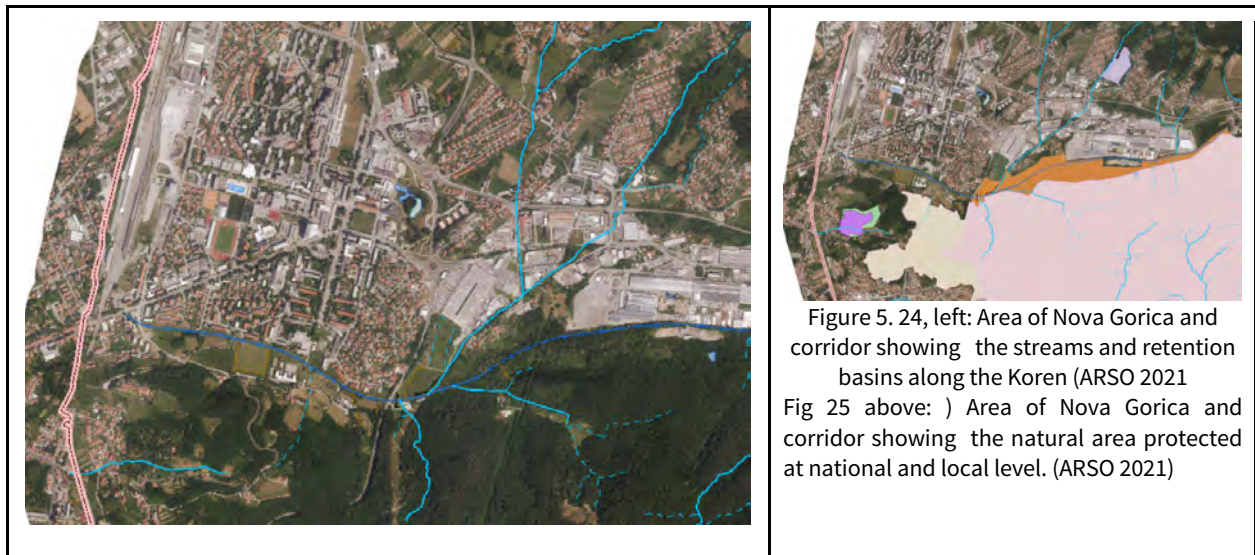 Figure 5. 24, left: Area of Nova Gorica and
corridor showing the streams and retention
basins along the Koren (ARSO 2021
Fig 25 above: ) Area of Nova Gorica and
corridor showing the natural area protected
at national and local level. (ARSO 2021)